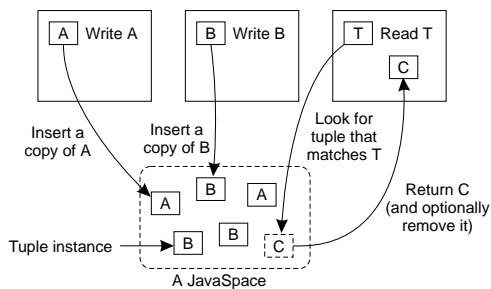 A Write A
B Write B
T Read T
C
Insert a
copy of A
Insert a
copy of B
Look for
tuple that
matches T
A
B
A
Return C
(and optionally
remove it)
Tuple instance
B
B
C
A JavaSpace